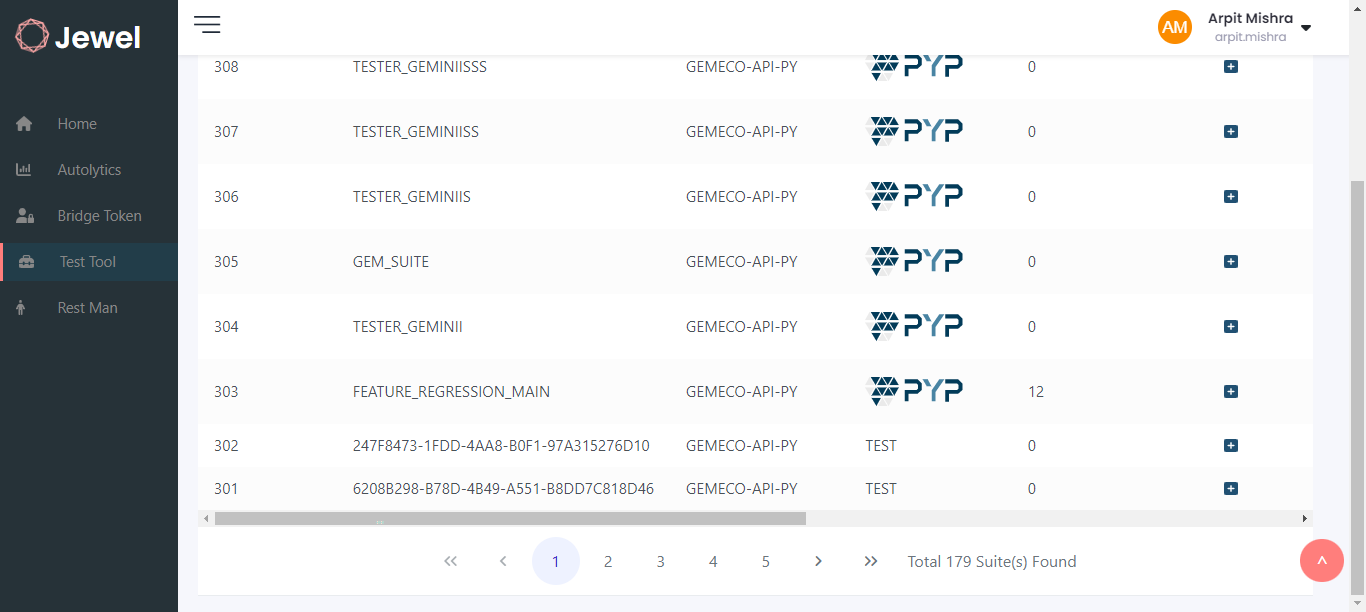 Jewel
Home
Autolytics
Bridge Token
Test Tool
Rest Man
AM
Arpit Mishra
arpit.mishra
308 TESTER_GEMINIISSS GEMECO-API-PY PYP 0
307 TESTER_GEMINIISS GEMECO-API-PY PYP 0
306 TESTER_GEMINIIS GEMECO-API-PY PYP 0
305 GEM_SUITE GEMECO-API-PY PYP 0
304 TESTER_GEMINII GEMECO-API-PY PYP 0
303 FEATURE_REGRESSION_MAIN GEMECO-API-PY PYP 12
302 247F8473-1FDD-4AA8-B0F1-97A315276D10 GEMECO-API-PY TEST 0
301 6208B298-B78D-4B49-A551-B8DD7C818D46 GEMECO-API-PY TEST 0
1 2 3 4 5 Total 179 Suite(s) Found